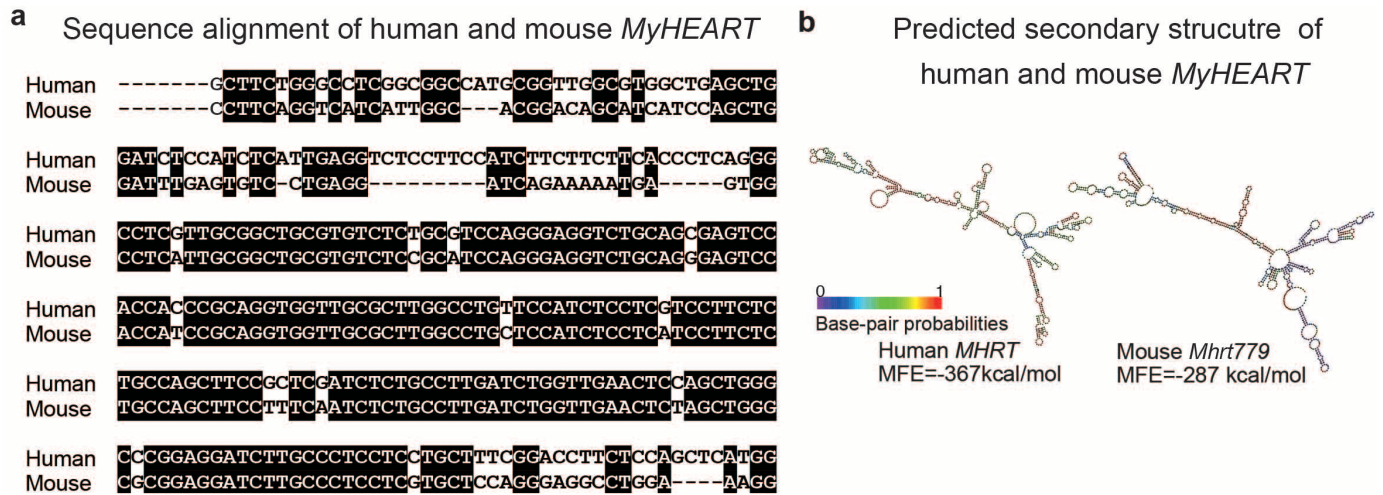 a Sequence alignment of human and mouse MyHEART
Human -------GCTTCTGGGCCTCGGCGGCCATGCGGTTGGCGTGGCTGAGCTG
Mouse -------CCTTCAGGTCATCATTGGC---ACGGACAGCATCATCCAGCTG
Human GATCTCCATCTCATTGAGGTCTCCTTCCATCTTCTTCTTCACCCTCAGGG
Mouse GATTTGAGTGTC-CTGAGG---------ATCAGAAAAATGA-----GTGG
Human CCTCGTTGCGGCTGCGTGTCTCTGCGTCCAGGGAGGTCTGCAGCGAGTCC
Mouse CCTCATTGCGGCTGCGTGTCTCCGCATCCAGGGAGGTCTGCAGGGAGTCC
Human ACCACCCGCAGGTGGTTGCGCTTGGCCTGTTCCATCTCCTCGTCCTTCTC
Mouse ACCATCCGCAGGTGGTTGCGCTTGGCCTGCTCCATCTCCTCATCCTTCTC
Human TGCCAGCTTCCGCTCGATCTCTGCCTTGATCTGGTTGAACTCCAGCTGGG
Mouse TGCCAGCTTCCTTTCAATCTCTGCCTTGATCTGGTTGAACTCTAGCTGGG
Human CCCGGAGGATCTTGCCCTCCTCCTGCTTTCGGACCTTCTCCAGCTCATGG
Mouse CGCGGAGGATCTTGCCCTCCTCGTGCTCCAGGGAGGCCTGGA----AAGG
b Predicted secondary strucutre of
human and mouse MyHEART
0 1
Base-pair probabilities
Human MHRT
MFE=-367kcal/mol
Mouse Mhrt779
MFE=-287 kcal/mol